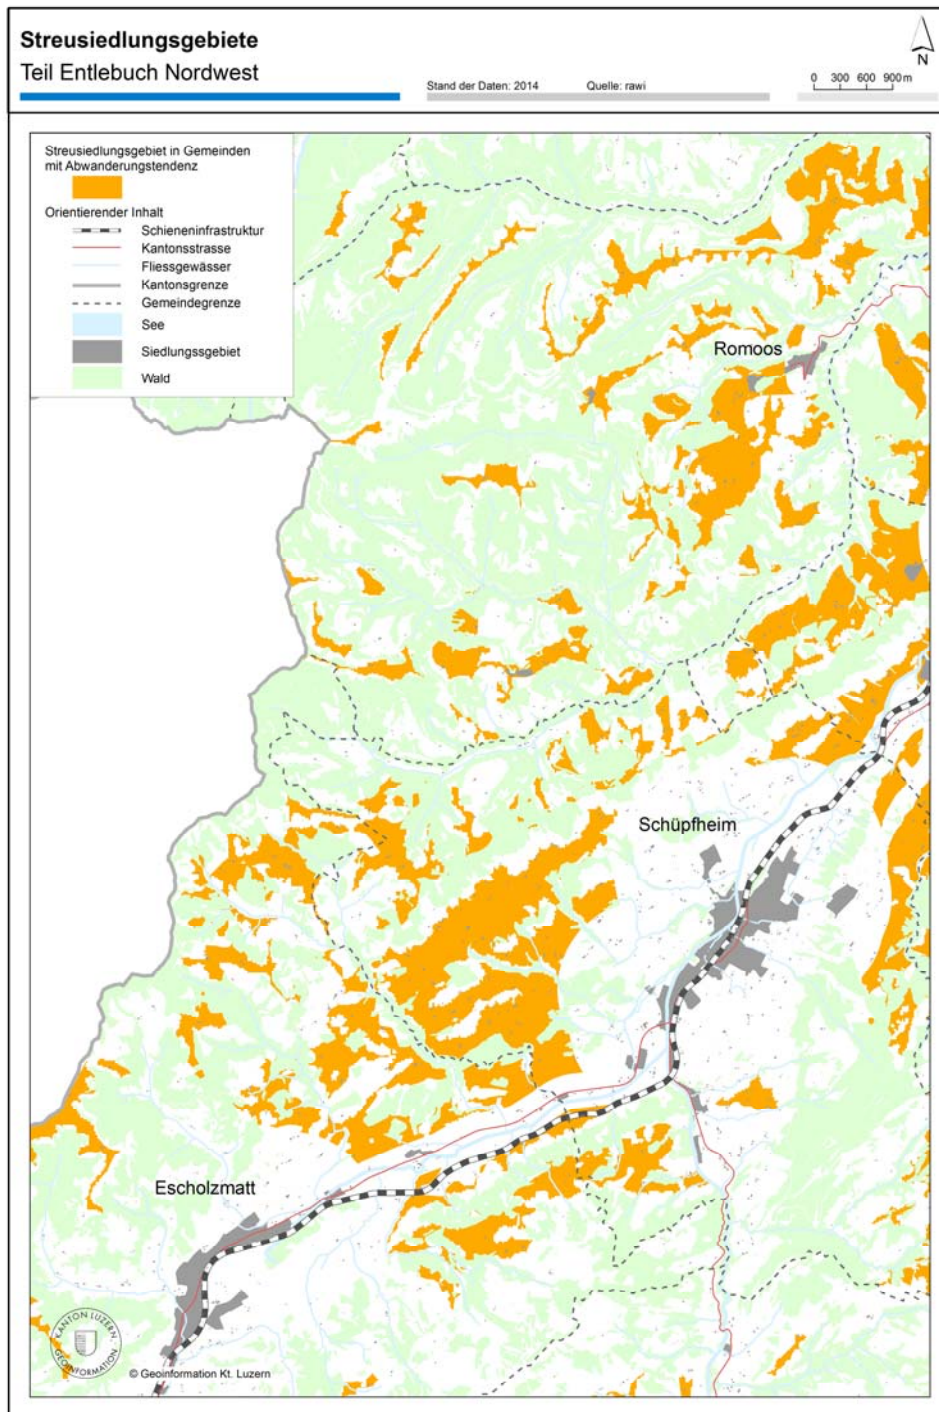 Streusiedlungsgebiete
Teil Entlebuch Nordwest
Stand der Daten: 2014 Quelle: rawi
0 300 600 900 m
N
Streusiedlungsgebiet in Gemeinden
mit Abwanderungstendenz
Orientierender Inhalt
Schieneninfrastruktur
Kantonsstrasse
Fliessgewässer
Kantonsgrenze
Gemeindegrenze
See
Siedlungssgebiet
Wald
Romoos
Schüpfheim
Escholzmatt
KANTON LUZERN
GEOINFORMATION
© Geoinformation Kt. Luzern